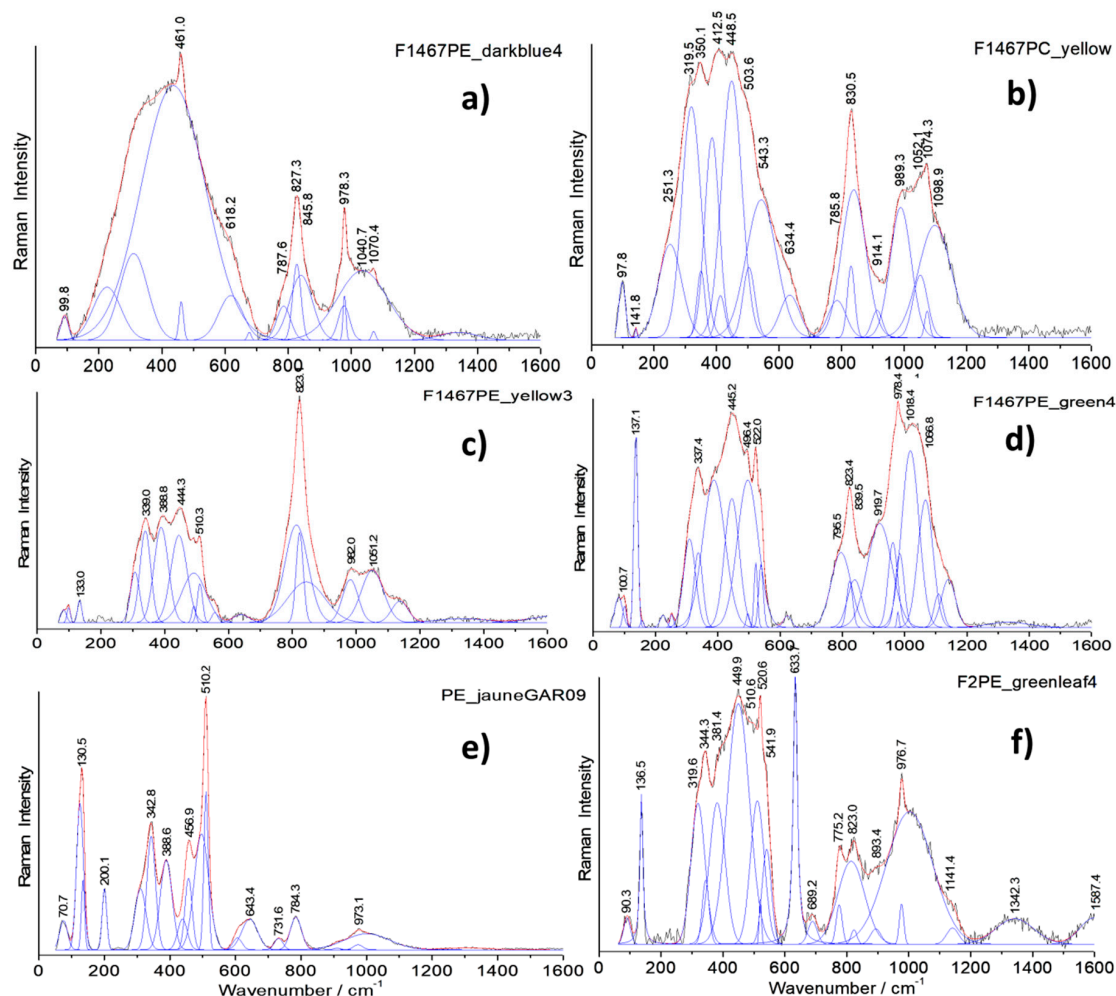 F1467PE_darkblue4
a)
Raman Intensity
99.8
461.0
618.2
787.6
827.3
845.8
978.3
1040.7
1070.4
0 200 400 600 800 1000 1200 1400 1600
F1467PC_yellow
b)
Raman Intensity
97.8
141.8
251.3
319.5
350.1
412.5
448.5
503.6
543.3
634.4
785.8
830.5
914.1
989.3
1052.1
1074.3
1098.9
0 200 400 600 800 1000 1200 1400 1600
F1467PE_yellow3
c)
Raman Intensity
133.0
339.0
388.8
444.3
510.3
982.0
1051.2
0 200 400 600 800 1000 1200 1400 1600
F1467PE_green4
d)
Raman Intensity
100.7
137.1
337.4
445.2
496.4
522.0
795.5
823.4
839.5
919.7
978.4
1018.4
1066.8
0 200 400 600 800 1000 1200 1400 1600
PE_jauneGAR09
e)
Raman Intensity
70.7
130.5
200.1
342.8
388.6
456.9
510.2
643.4
731.6
784.3
973.1
0 200 400 600 800 1000 1200 1400 1600
Wavenumber / cm-1
F2PE_greenleaf4
f)
Raman Intensity
90.3
136.5
319.6
344.3
381.4
449.9
510.6
520.6
541.9
689.2
775.2
823.0
893.4
976.7
1141.4
1342.3
1587.4
0 200 400 600 800 1000 1200 1400 1600
Wavenumber / cm-1